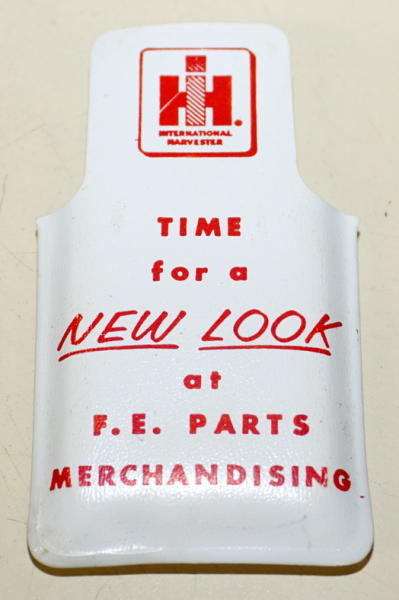 IH.
INTERNATIONAL
HARVESTER
TIME
for a
NEW LOOK
at
F.E. PARTS
MERCHANDISING